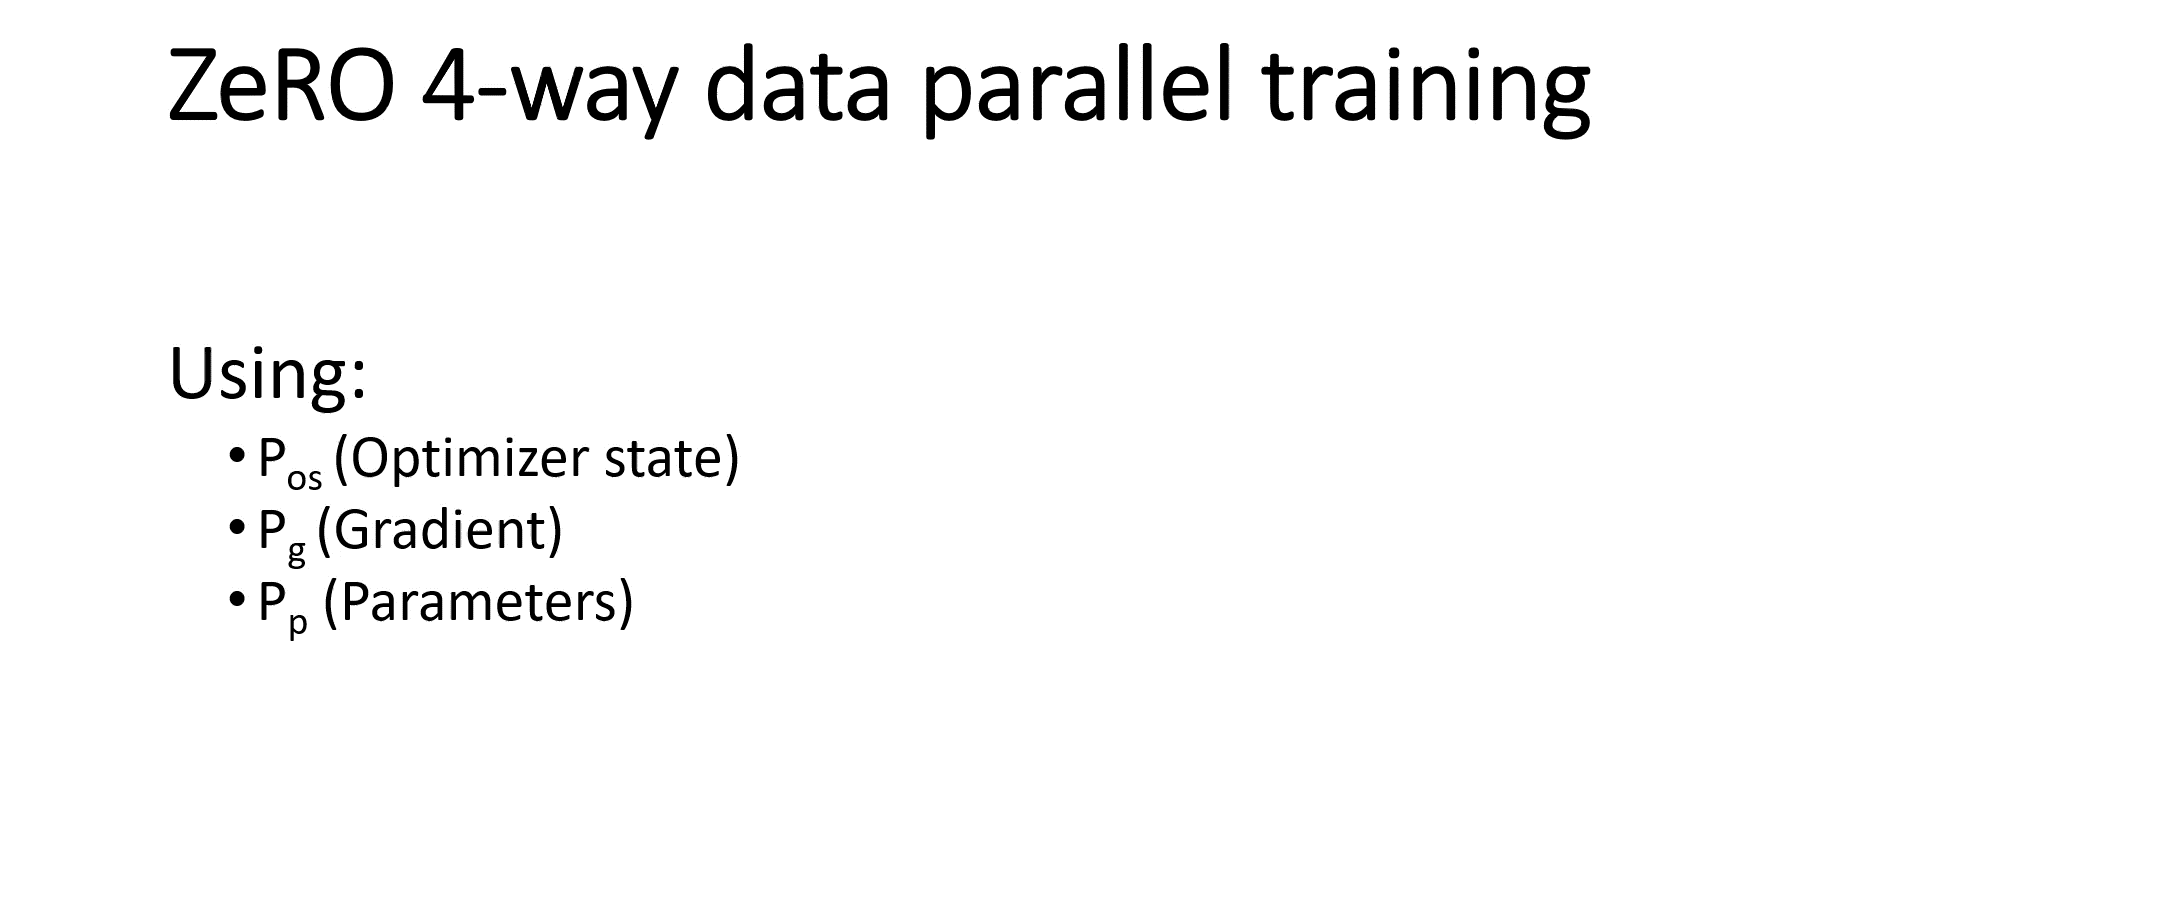 ZeRO 4-way data parallel training
Using:
• Pos (Optimizer state)
• Pg (Gradient)
• Pp (Parameters)